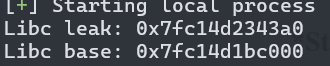 [+] Starting local process
Libc leak: 0x7fc14d2343a0
Libc base: 0x7fc14d1bc000